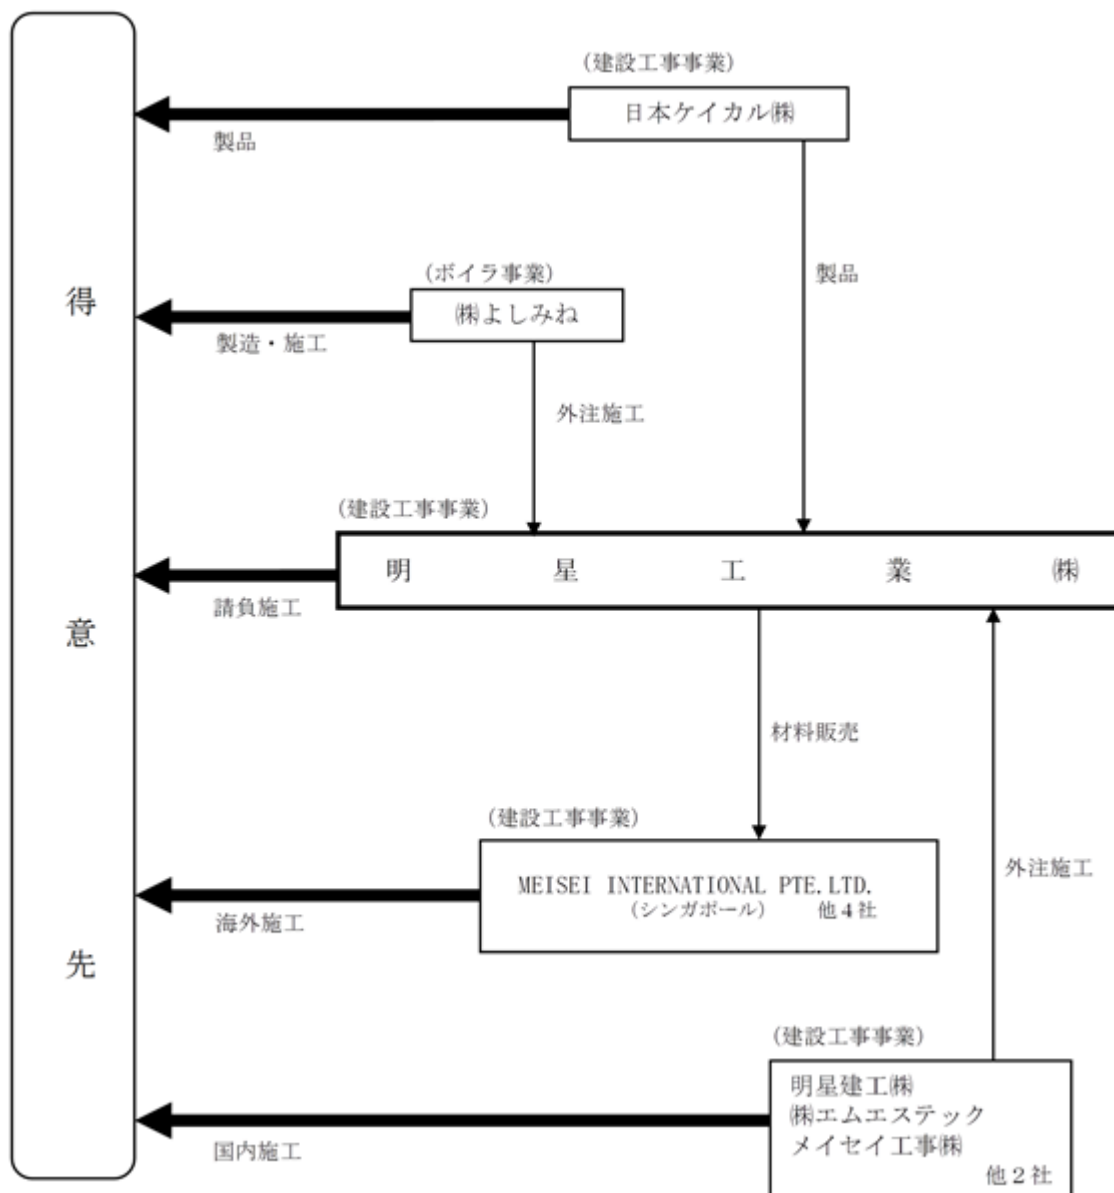 (建設工事事業)
日本ケイカル㈱
製品
製品
(ボイラ事業)
㈱よしみね
製造・施工
外注施工
(建設工事事業)
明星工業㈱
請負施工
材料販売
(建設工事事業)
MEISEI INTERNATIONAL PTE.LTD.
(シンガポール) 他4社
海外施工
外注施工
(建設工事事業)
明星建工㈱
㈱エムエステック
メイセイ工事㈱
他2社
国内施工
得意先